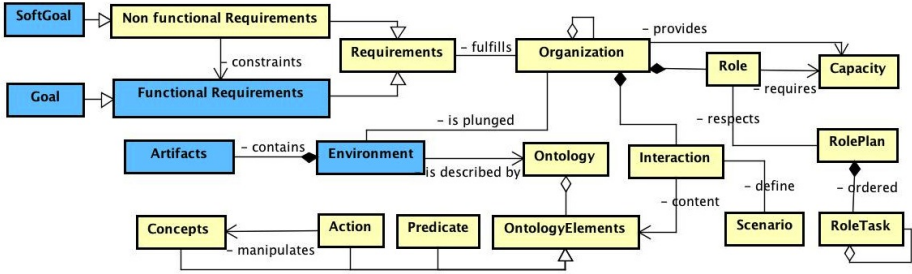 SoftGoal
Non functional Requirements
- provides
Requirements
- fulfills
Organization
- constraints
Role
Capacity
Goal
Functional Requirements
- requires
- is plunged
- respects
Artifacts
- contains
Environment
Ontology
Interaction
RolePlan
- is described by
- define
- ordered
- content
Concepts
Action
Predicate
OntologyElements
Scenario
RoleTask
- manipulates